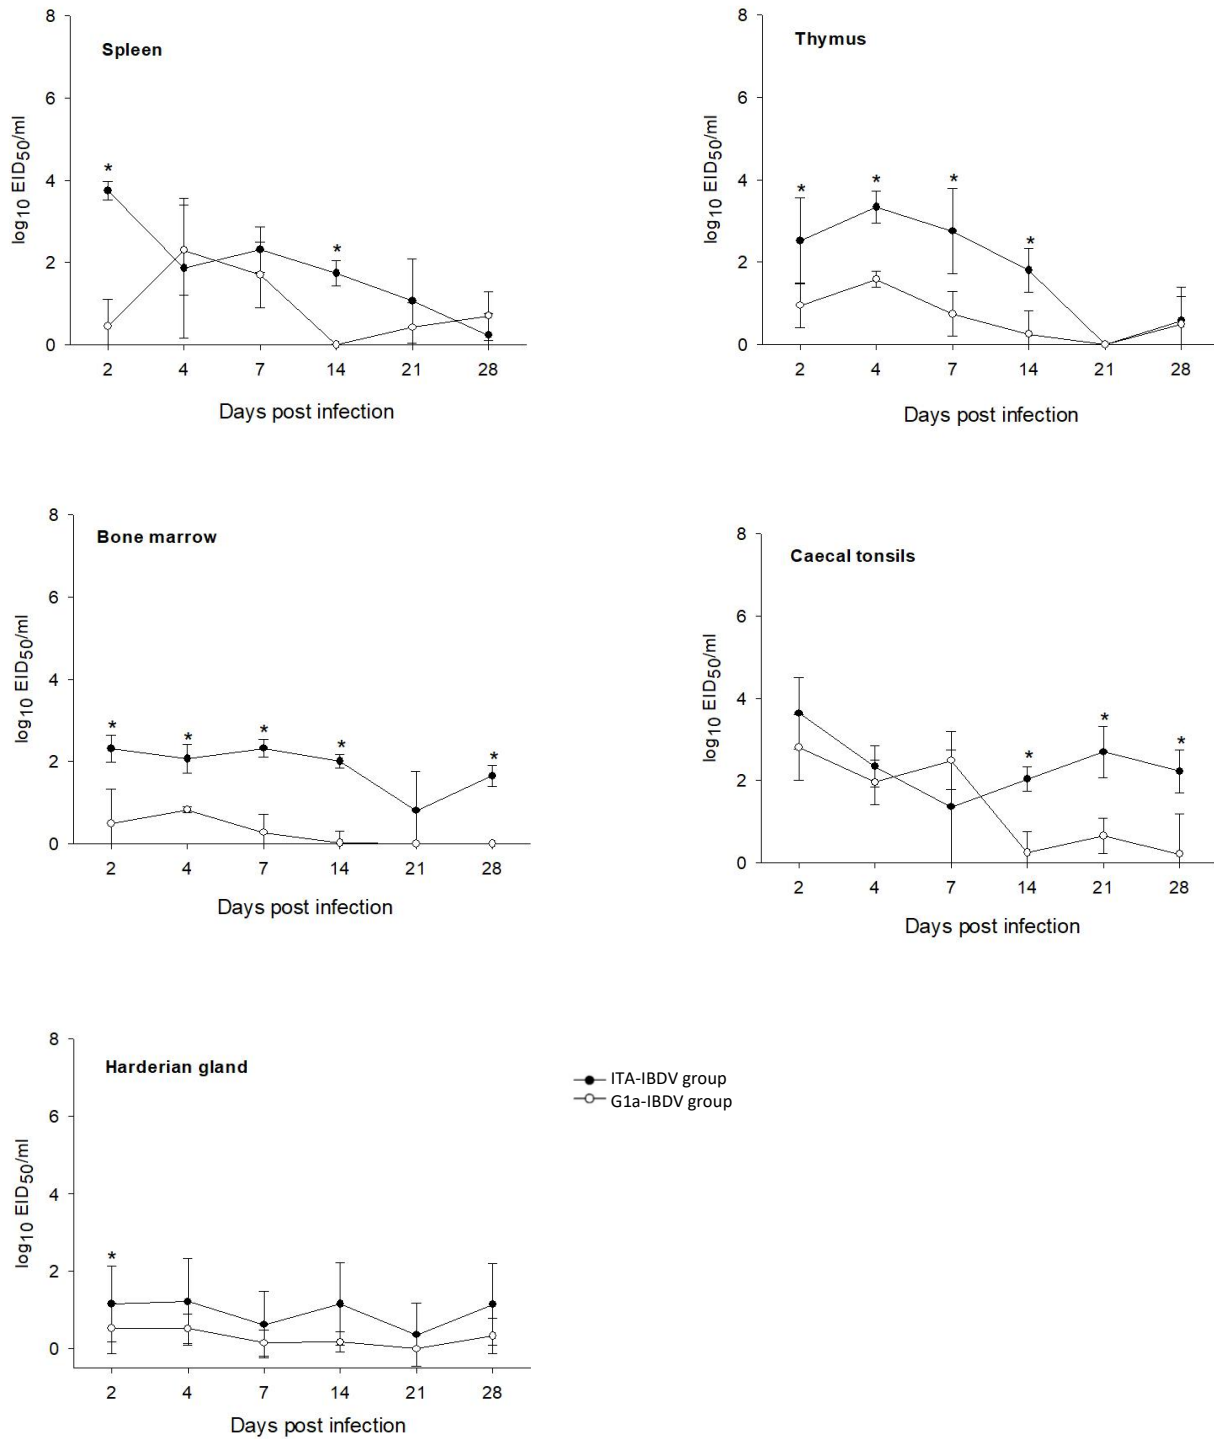 Spleen
8
6
4
2
0
log10 EID50/ml
*
*
2 4 7 14 21 28
Days post infection
Thymus
8
6
4
2
0
log10 EID50/ml
* * * *
2 4 7 14 21 28
Days post infection
Bone marrow
8
6
4
2
0
log10 EID50/ml
* * * * *
2 4 7 14 21 28
Days post infection
Caecal tonsils
8
6
4
2
0
log10 EID50/ml
* * *
2 4 7 14 21 28
Days post infection
Harderian gland
8
6
4
2
0
log10 EID50/ml
*
2 4 7 14 21 28
Days post infection
ITA-IBDV group
G1a-IBDV group